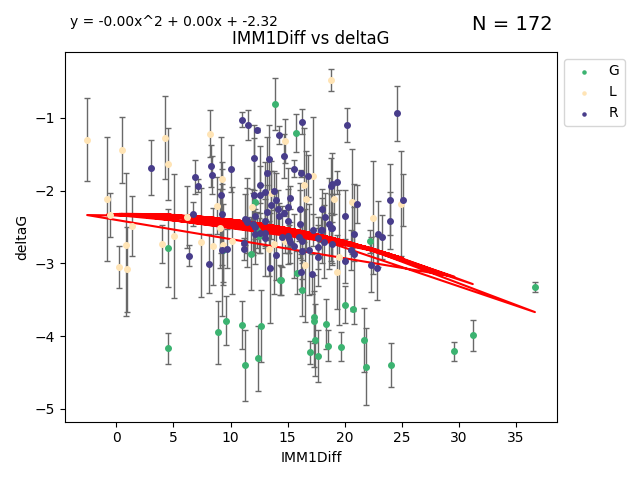 y = -0.00x^2 + 0.00x + -2.32
N = 172
IMM1Diff vs deltaG
G
L
R
−1
−2
−3
−4
−5
deltaG
0 5 10 15 20 25 30 35
IMM1Diff